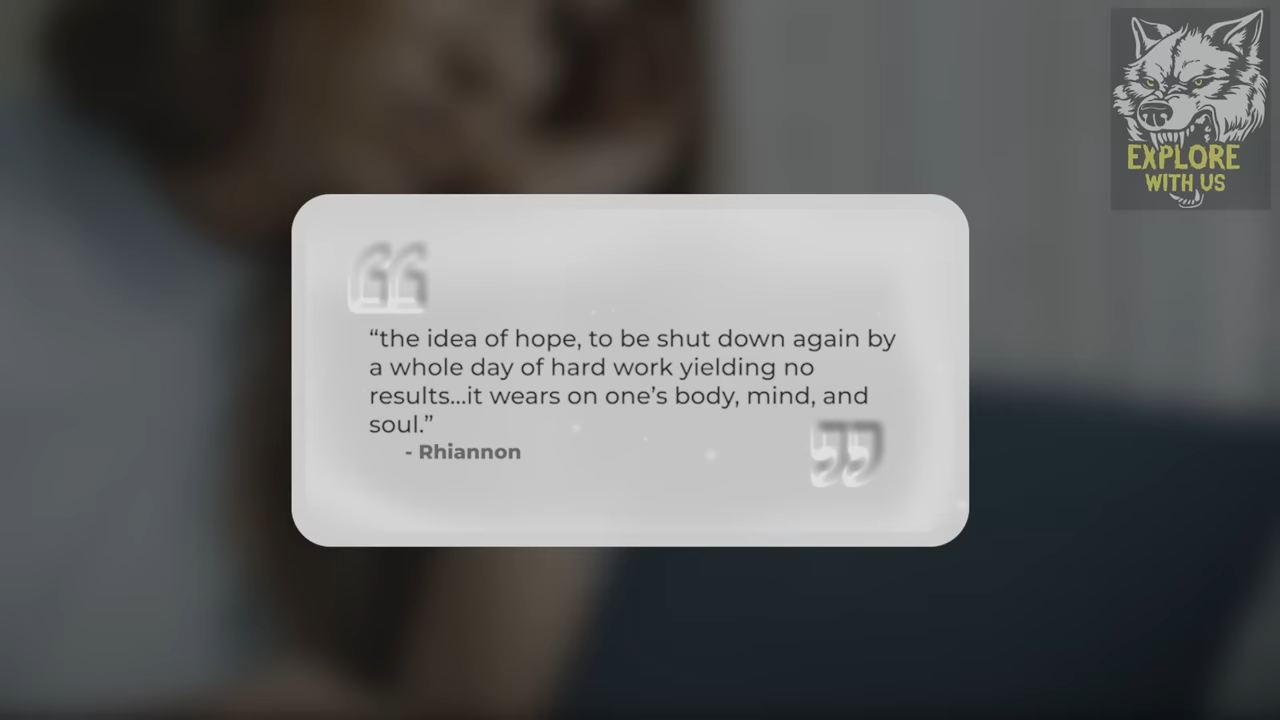 EXPLORE
WITH US
“the idea of hope, to be shut down again by
a whole day of hard work yielding no
results...it wears on one’s body, mind, and
soul.”
- Rhiannon